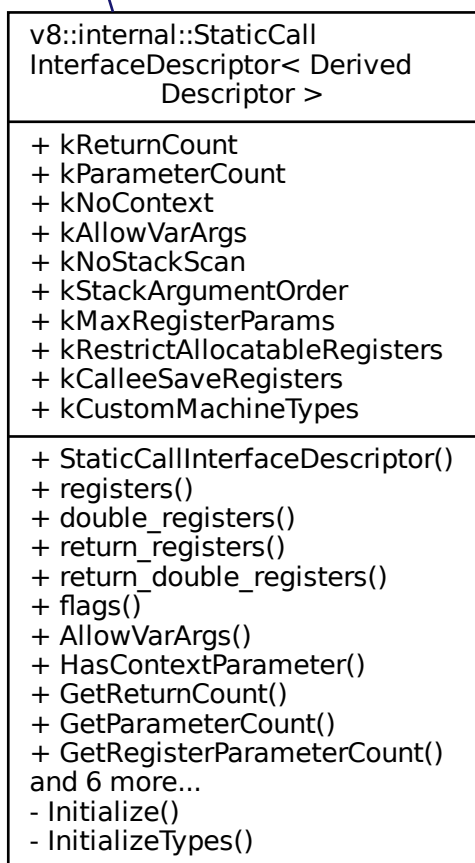 v8::internal::StaticCall
InterfaceDescriptor< Derived
Descriptor >
+ kReturnCount
+ kParameterCount
+ kNoContext
+ kAllowVarArgs
+ kNoStackScan
+ kStackArgumentOrder
+ kMaxRegisterParams
+ kRestrictAllocatableRegisters
+ kCalleeSaveRegisters
+ kCustomMachineTypes
+ StaticCallInterfaceDescriptor()
+ registers()
+ double_registers()
+ return_registers()
+ return_double_registers()
+ flags()
+ AllowVarArgs()
+ HasContextParameter()
+ GetReturnCount()
+ GetParameterCount()
+ GetRegisterParameterCount()
and 6 more...
- Initialize()
- InitializeTypes()